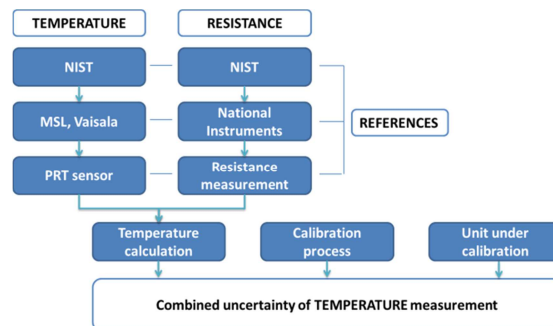 TEMPERATURE
RESISTANCE
NIST
NIST
MSL, Vaisala
National
Instruments
REFERENCES
PRT sensor
Resistance
measurement
Temperature
calculation
Calibration
process
Unit under
calibration
Combined uncertainty of TEMPERATURE measurement